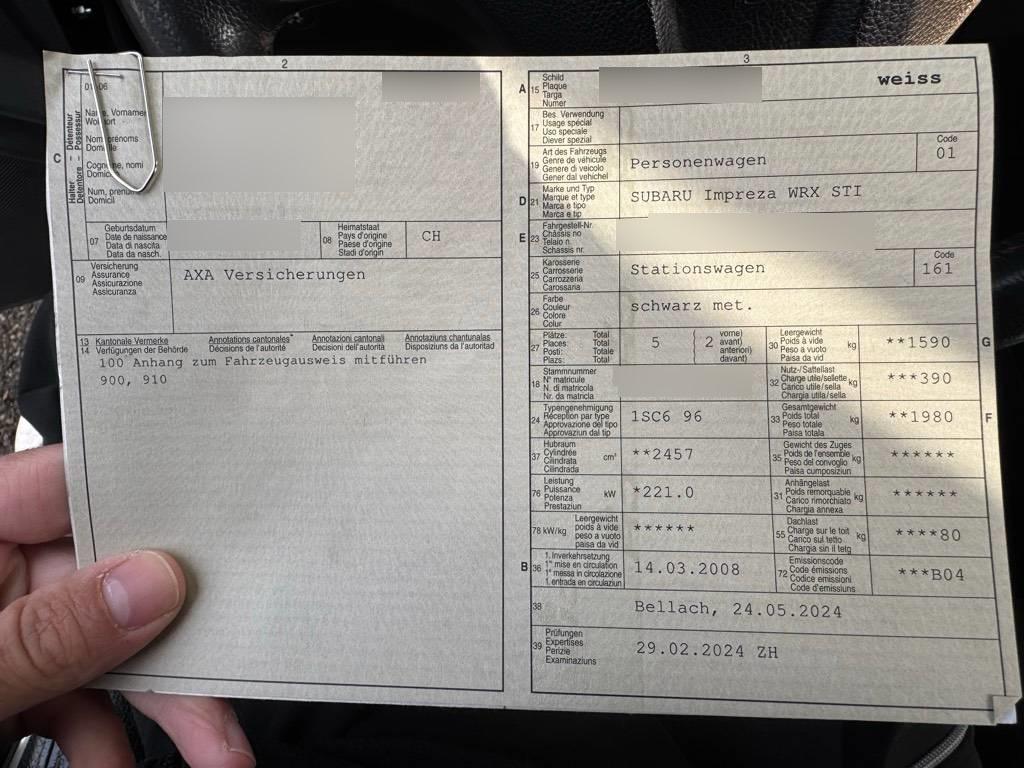 2
01-06
C
Halter – Détenteur
Detentore – Possessur
Name, Vornamen
Wohnort
Nom, prénoms
Domicile
Cognome, nomi
Domicilio
Num, prenums
Domicil
07
Geburtsdatum
Date de naissance
Data di nascita
Data da nasch.
08
Heimatstaat
Pays d'origine
Paese d'origine
Stadi d'origin
CH
09
Versicherung
Assurance
Assicurazione
Assicuranza
AXA Versicherungen
13 Kantonale Vermerke Annotations cantonales Annotazioni cantonali Annotaziuns chantunalas
14 Verfügungen der Behörde Décisions de l'autorité Decisioni dell'autorità Disposiziuns da l'autoritad
100 Anhang zum Fahrzeugausweis mitführen
900, 910
3
A 15
Schild
Plaque
Targa
Numer
weiss
17
Bes. Verwendung
Usage spécial
Uso speciale
Diever spezial
19
Art des Fahrzeugs
Genre de véhicule
Genere di veicolo
Gener dal vehichel
Personenwagen
Code
01
D 21
Marke und Typ
Marque et type
Marca e tipo
Marca e tip
SUBARU Impreza WRX STI
E 23
Fahrgestell-Nr.
Châssis no
Telaio n.
Schassis nr.
25
Karosserie
Carrosserie
Carrozzeria
Carossaria
Stationswagen
Code
161
26
Farbe
Couleur
Colore
Colur
schwarz met.
27
Plätze: Total
Places: Total
Posti: Totale
Plazs: Total
5
( 2
vorne)
avant)
anteriori)
davant)
30
Leergewicht
Poids à vide
Peso a vuoto
Paisa da vid
kg
**1590
G
18
Stammnummer
N° matricule
N. di matricola
Nr. da matricla
32
Nutz-/Sattellast
Charge utile/sellette
Carico utile/sella
Chargia utila/sella
kg
***390
24
Typengenehmigung
Réception par type
Approvazione del tipo
Approvaziun dal tip
1SC6 96
33
Gesamtgewicht
Poids total
Peso totale
Paisa totala
kg
**1980
F
37
Hubraum
Cylindrée
Cilindrata
Cilindrada
cm³
**2457
35
Gewicht des Zuges
Poids de l'ensemble
Peso del convoglio
Paisa cumposiziun
kg
******
76
Leistung
Puissance
Potenza
Prestaziun
kW
*221.0
31
Anhängelast
Poids remorquable
Carico rimorchiato
Chargia annexa
kg
******
78 kW/kg
Leergewicht
poids à vide
peso a vuoto
paisa da vid
******
55
Dachlast
Charge sur le toit
Carico sul tetto
Chargia sin il tetg
kg
****80
B 36
1. Inverkehrsetzung
1re mise en circulation
1a messa in circolazione
1. entrada en circulaziun
14.03.2008
72
Emissionscode
Code émissions
Codice emissioni
Code d'emissiuns
***B04
38
Bellach, 24.05.2024
39
Prüfungen
Expertises
Perizie
Examinaziuns
29.02.2024 ZH